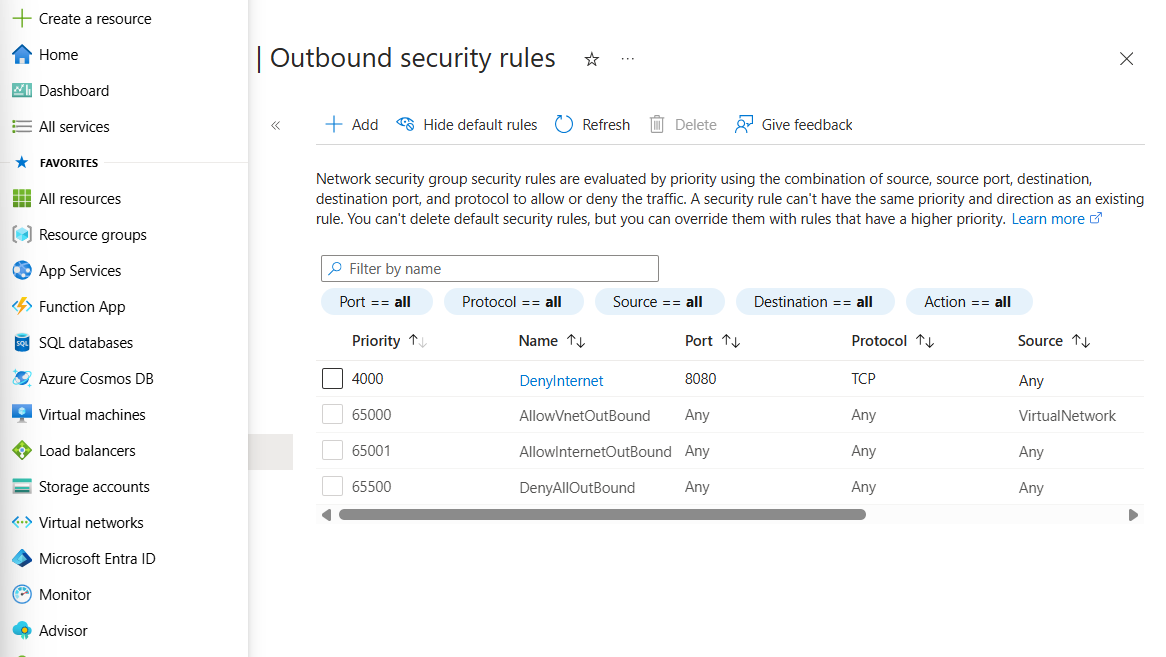 Create a resource
Home
Dashboard
All services
FAVORITES
All resources
Resource groups
App Services
Function App
SQL databases
Azure Cosmos DB
Virtual machines
Load balancers
Storage accounts
Virtual networks
Microsoft Entra ID
Monitor
Advisor
| Outbound security rules
Add
Hide default rules
Refresh
Delete
Give feedback
Network security group security rules are evaluated by priority using the combination of source, source port, destination,
destination port, and protocol to allow or deny the traffic. A security rule can't have the same priority and direction as an existing
rule. You can't delete default security rules, but you can override them with rules that have a higher priority. Learn more
Filter by name
Port == all Protocol == all Source == all Destination == all Action == all
Priority Name Port Protocol Source
4000 DenyInternet 8080 TCP Any
65000 AllowVnetOutBound Any Any VirtualNetwork
65001 AllowInternetOutBound Any Any Any
65500 DenyAllOutBound Any Any Any